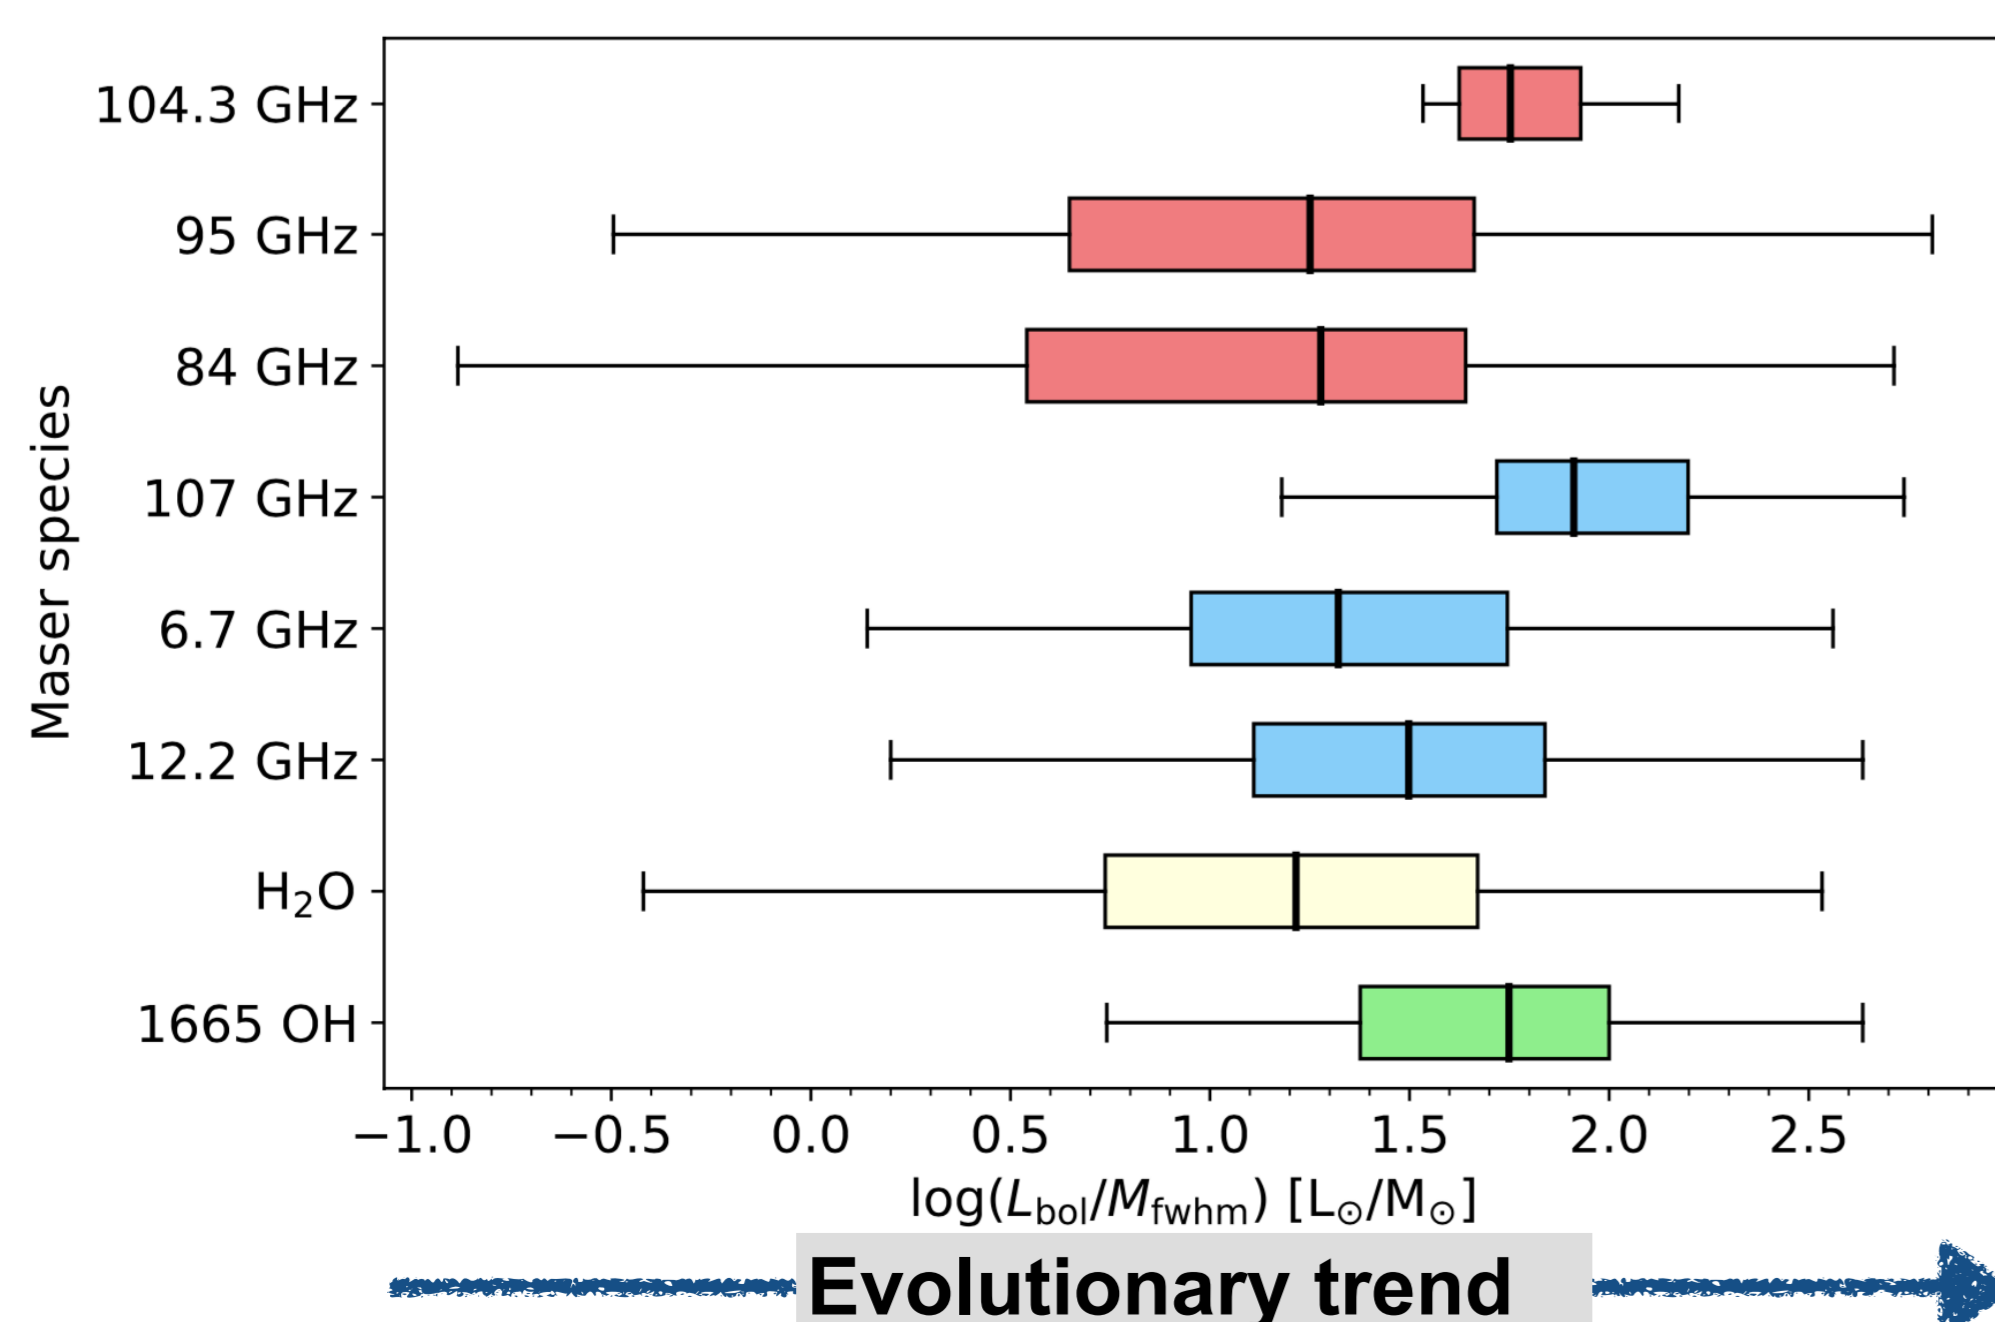 104.3 GHz
95 GHz
84 GHz
107 GHz
6.7 GHz
12.2 GHz
H₂O
1665 OH
Maser species
−1.0 −0.5 0.0 0.5 1.0 1.5 2.0 2.5
log(L_bol/M_fwhm) [L☉/M☉]
Evolutionary trend